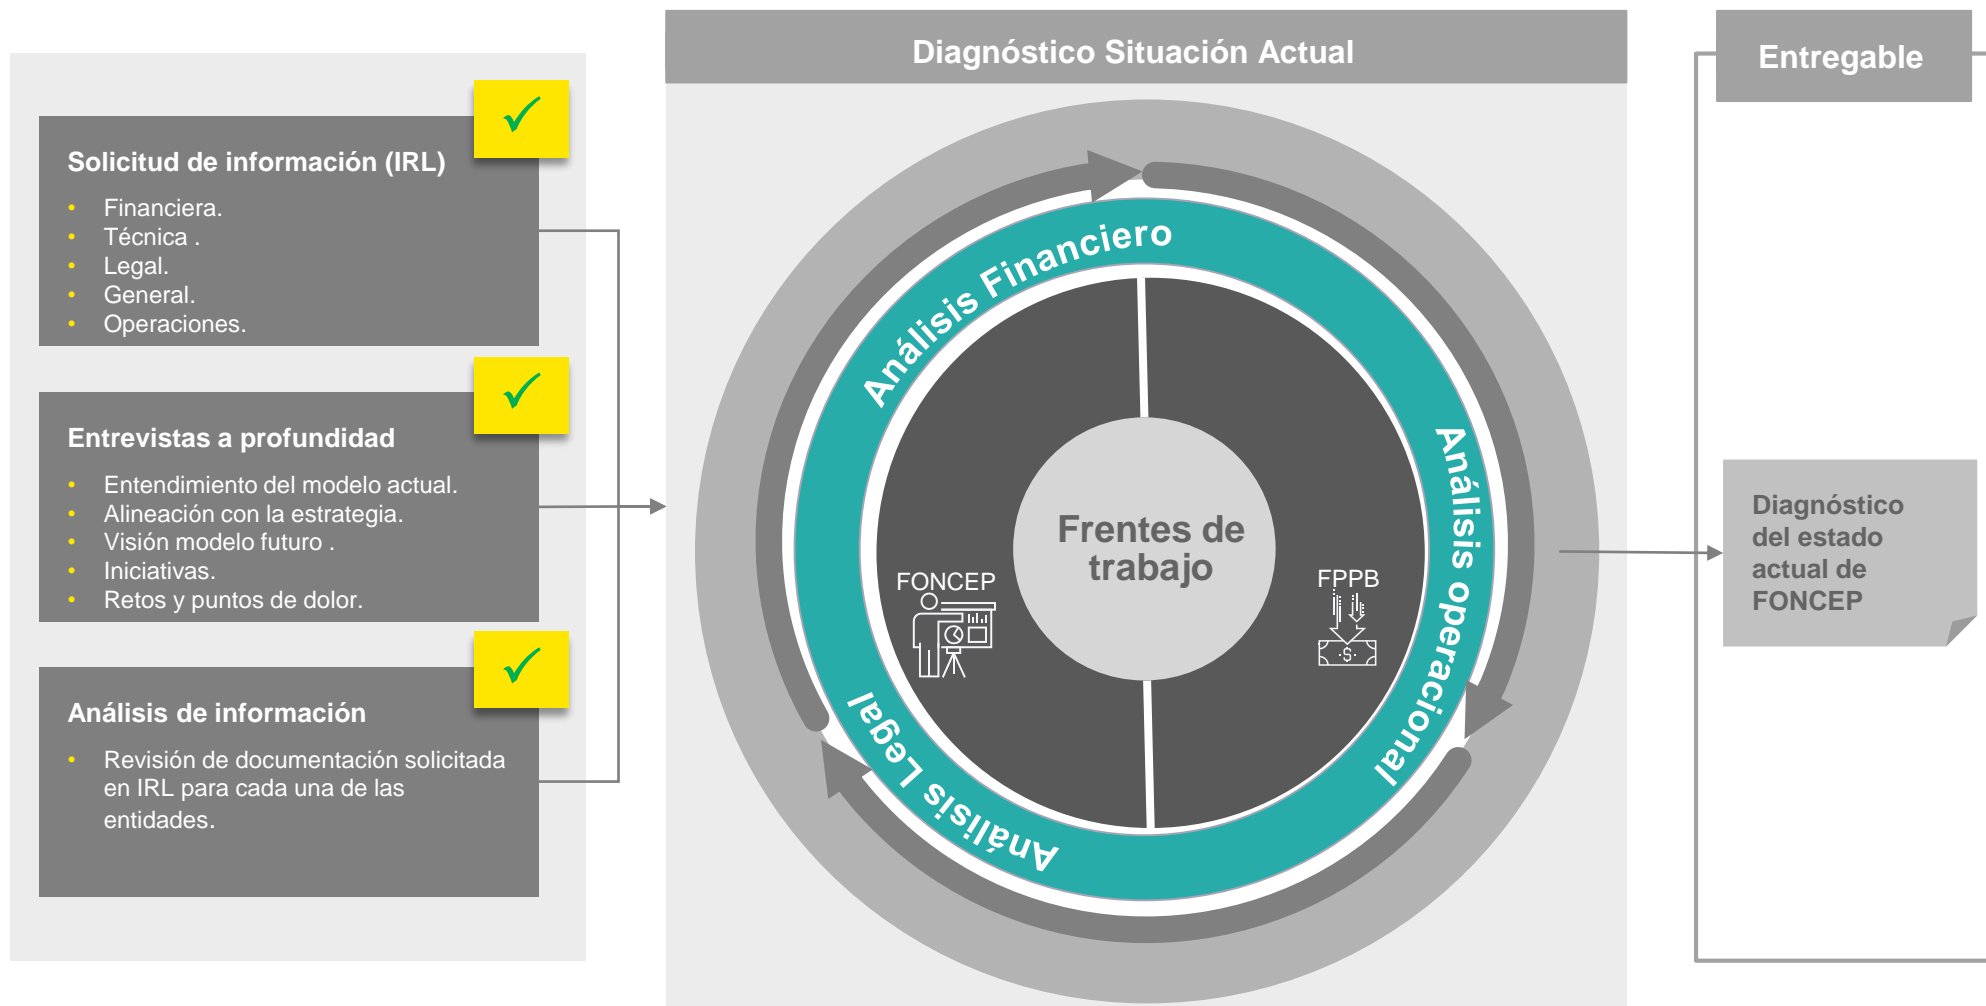 Solicitud de información (IRL)
• Financiera.
• Técnica .
• Legal.
• General.
• Operaciones.
Entrevistas a profundidad
• Entendimiento del modelo actual.
• Alineación con la estrategia.
• Visión modelo futuro .
• Iniciativas.
• Retos y puntos de dolor.
Análisis de información
• Revisión de documentación solicitada
en IRL para cada una de las
entidades.
Diagnóstico Situación Actual
Análisis Financiero
Análisis operacional
Análisis Legal
Frentes de
trabajo
FONCEP
FPPB
$
Entregable
Diagnóstico
del estado
actual de
FONCEP